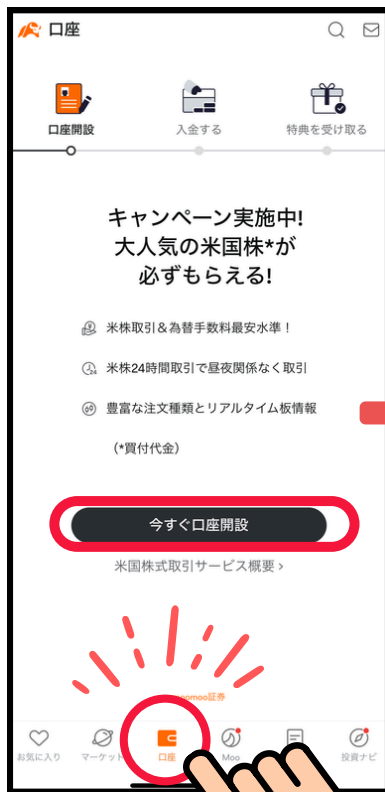 口座
口座開設
入金する
特典を受け取る
キャンペーン実施中!
大人気の米国株*が
必ずもらえる!
米株取引&為替手数料最安水準！
24
米株24時間取引で昼夜関係なく取引
豊富な注文種類とリアルタイム板情報
(*買付代金)
今すぐ口座開設
米国株式取引サービス概要 >
moomoo証券
お気に入り
マーケット
口座
Moo
投資ナビ